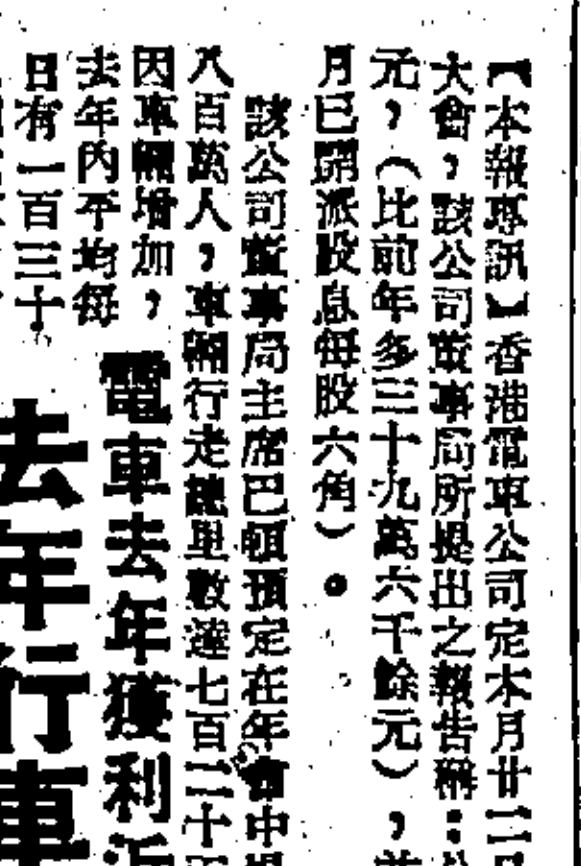 【本報專訊】香港電車公司定本月廿二
大會，該公司董事局所提出之報告稱：
元，（比前年多三十九萬六千餘元），
月已開派股息每股六角）。
該公司董事局主席巴頓預定在年會中
八百萬人，車輛行走總里數達七百二十
因車輛增加，
去年內平均每
日有一百三十
電車去年獲利
去年行車